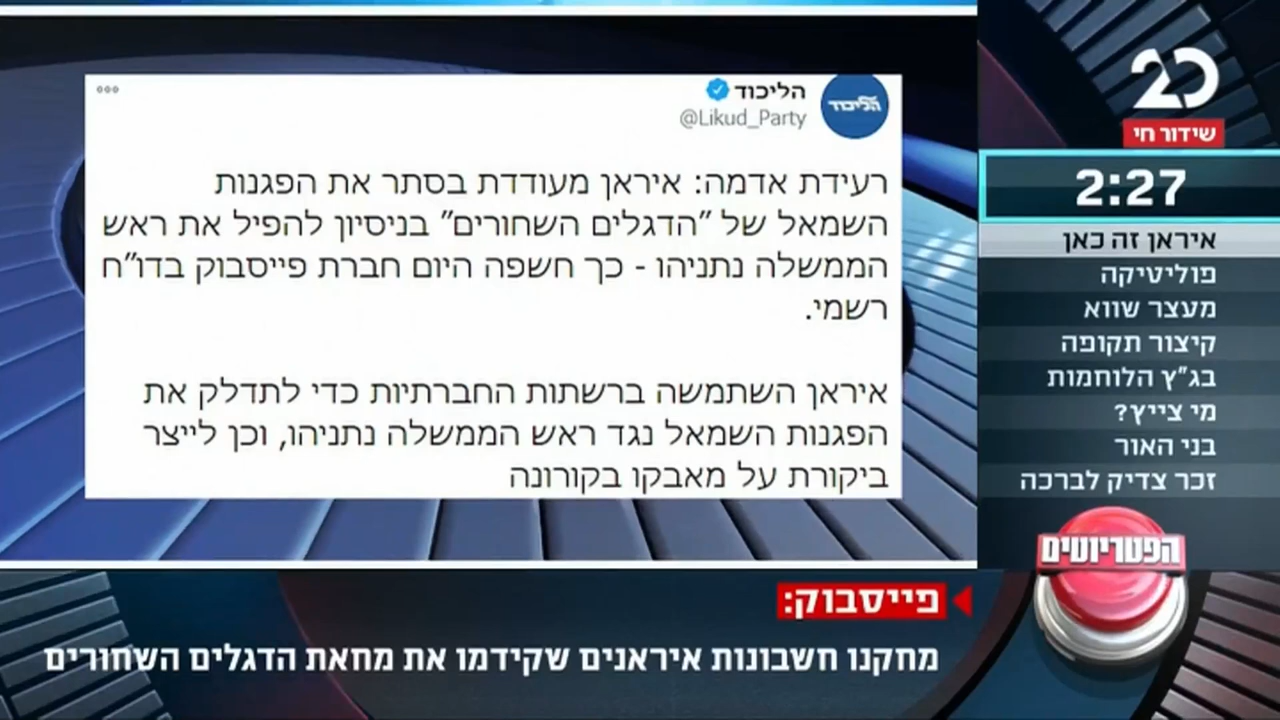 הליכוד
@Likud_Party
הליכוד
רעידת אדמה: איראן מעודדת בסתר את הפגנות
השמאל של "הדגלים השחורים" בניסיון להפיל את ראש
הממשלה נתניהו - כך חשפה היום חברת פייסבוק בדו"ח
רשמי.
איראן השתמשה ברשתות החברתיות כדי לתדלק את
הפגנות השמאל נגד ראש הממשלה נתניהו, וכן לייצר
ביקורת על מאבקו בקורונה
20
שידור חי
2:27
איראן זה כאן
פוליטיקה
מעצר שווא
קיצור תקופה
בג"ץ הלוחמות
מי צייץ?
בני האור
זכר צדיק לברכה
הפטריוטים
פייסבוק:
מחקנו חשבונות איראנים שקידמו את מחאת הדגלים השחורים